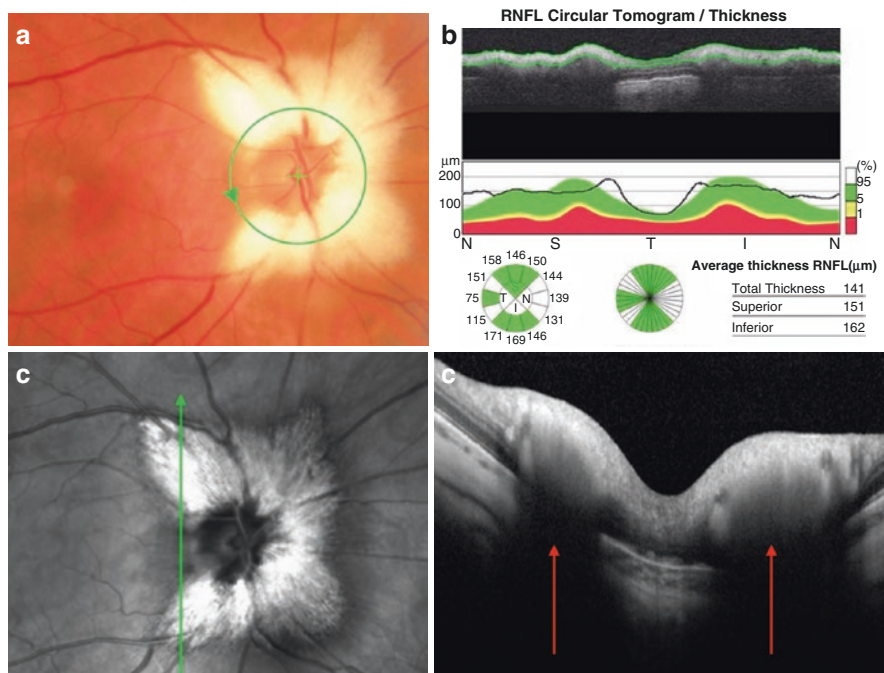 a
b
RNFL Circular Tomogram / Thickness
μm
200
100
0
N S T I N
(%)
95
5
1
158 146 150
151 144
75 T N 139
I
115 131
171 169 146
Average thickness RNFL(μm)
Total Thickness 141
Superior 151
Inferior 162
c
c